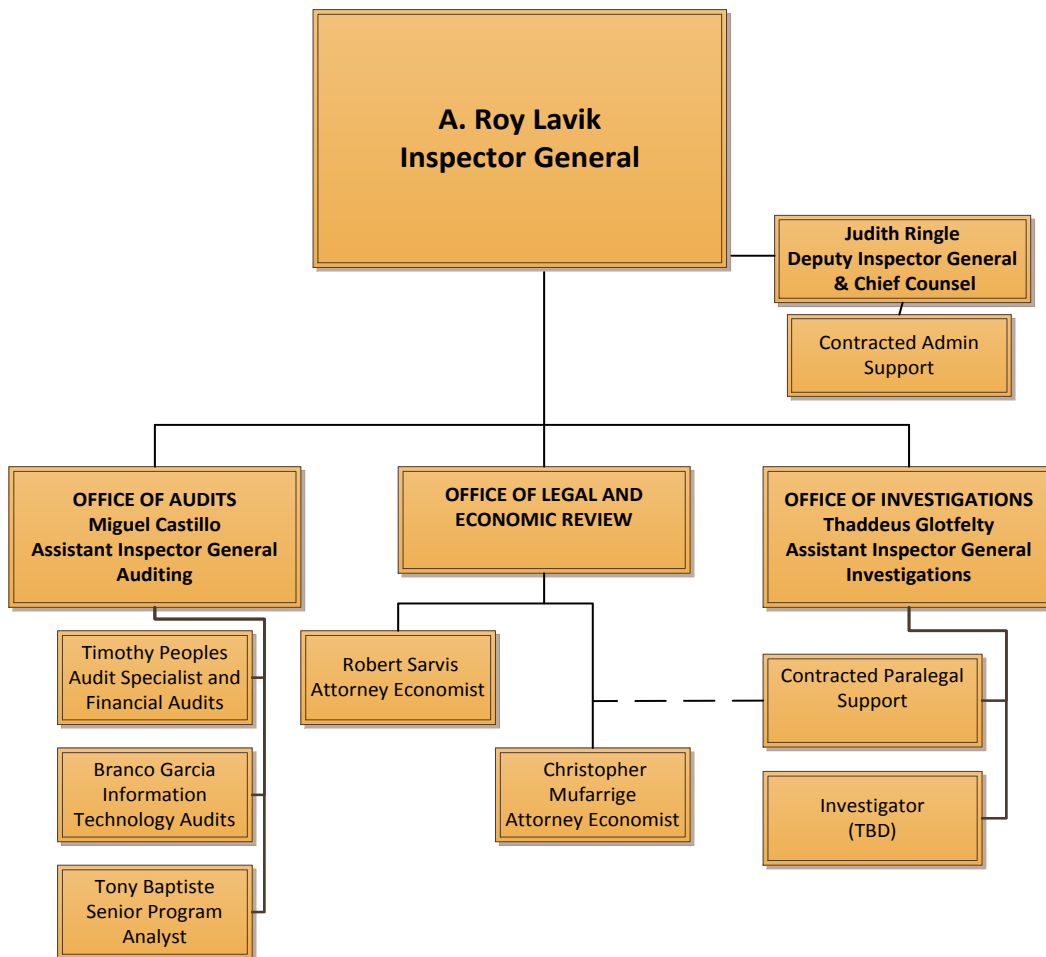 A. Roy Lavik
Inspector General
Judith Ringle
Deputy Inspector General
& Chief Counsel
Contracted Admin
Support
OFFICE OF AUDITS
Miguel Castillo
Assistant Inspector General
Auditing
OFFICE OF LEGAL AND
ECONOMIC REVIEW
OFFICE OF INVESTIGATIONS
Thaddeus Glotfelty
Assistant Inspector General
Investigations
Timothy Peoples
Audit Specialist and
Financial Audits
Robert Sarvis
Attorney Economist
Contracted Paralegal
Support
Branco Garcia
Information
Technology Audits
Christopher
Mufarrige
Attorney Economist
Investigator
(TBD)
Tony Baptiste
Senior Program
Analyst